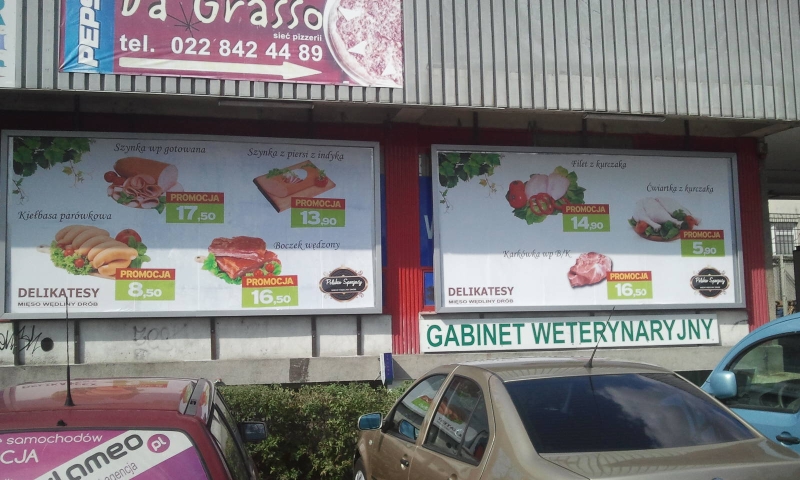 PEPSI
Da Grasso
sieć pizzerii
tel. 022 842 44 89
Szynka wp gotowana
PROMOCJA
17,50
Szynka z piersi z indyka
PROMOCJA
13,90
Kiełbasa parówkowa
PROMOCJA
8,50
Boczek wędzony
PROMOCJA
16,50
DELIKATESY
MIĘSO WĘDLINY DRÓB
Filet z kurczaka
PROMOCJA
14,90
Ćwiartka z kurczaka
PROMOCJA
5,90
Karkówka wp B/K
PROMOCJA
16,50
DELIKATESY
MIĘSO WĘDLINY DRÓB
GABINET WETERYNARYJNY
samochodów
CJA
lameo
pl
agencja